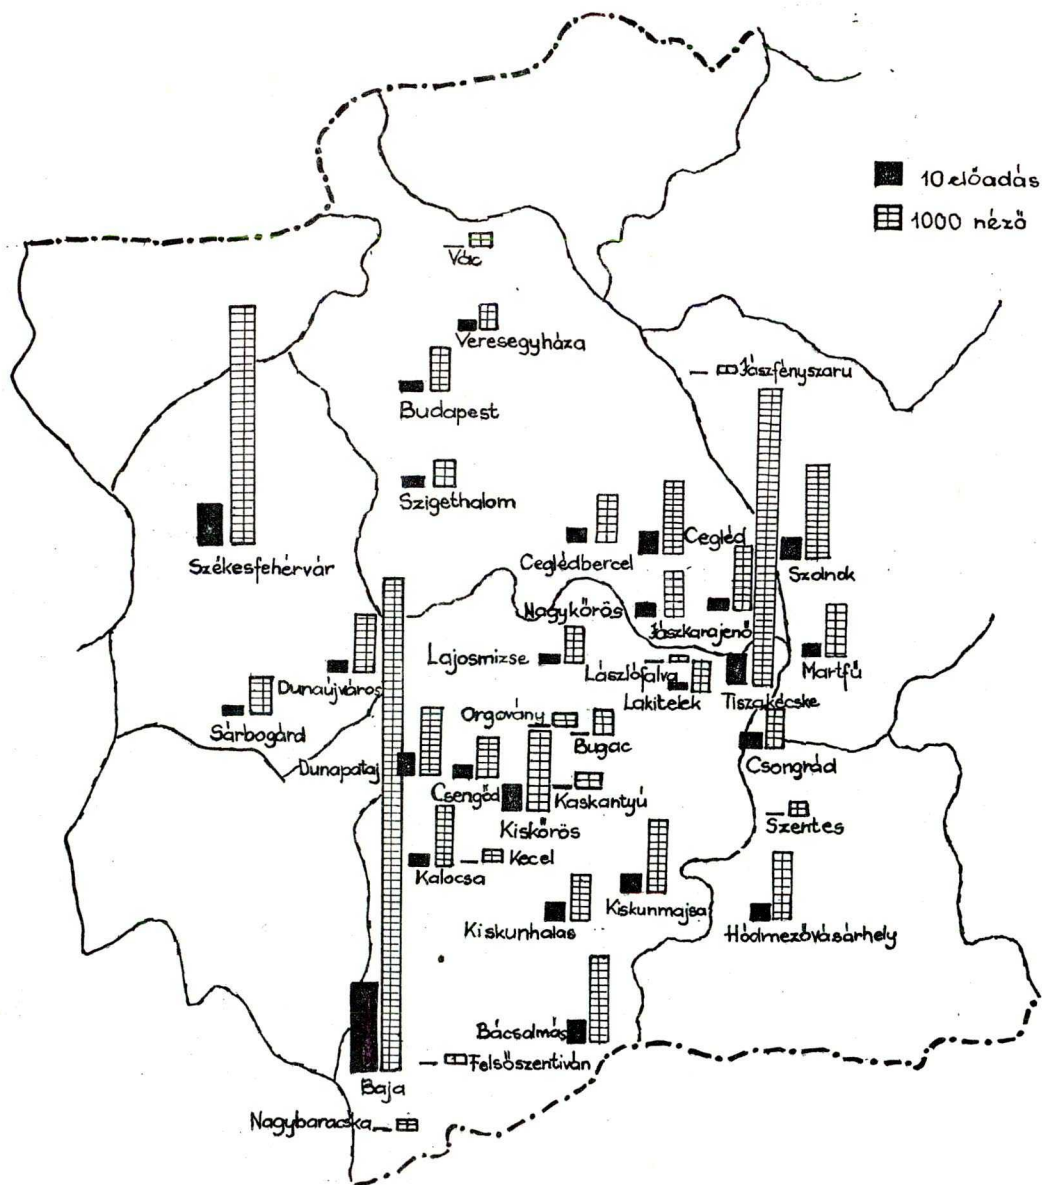 10 előadás
1000 néző
Vác
Veresegyháza
Jászfényszaru
Budapest
Szigethalom
Székesfehérvár
Ceglédbercel
Cegléd
Szolnok
Nagykőrös
Jászkarajenő
Lajosmizse
Lászlófalva
Martfű
Dunaújváros
Lakitelek
Tiszakécske
Sárbogárd
Orgovány
Bugac
Dunapataj
Csongrád
Csengőd
Kaskantyú
Kiskőrös
Szentes
Kecel
Kalocsa
Kiskunmajsa
Kiskunhalas
Hódmezővásárhely
Bácsalmás
Felsőszentiván
Baja
Nagybaracska